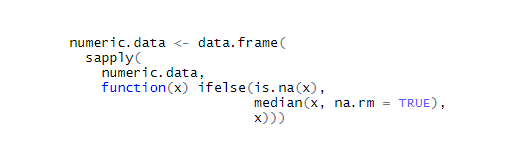 numeric.data <- data.frame(
sapply(
numeric.data,
function(x) ifelse(is.na(x),
median(x, na.rm = TRUE),
x)))